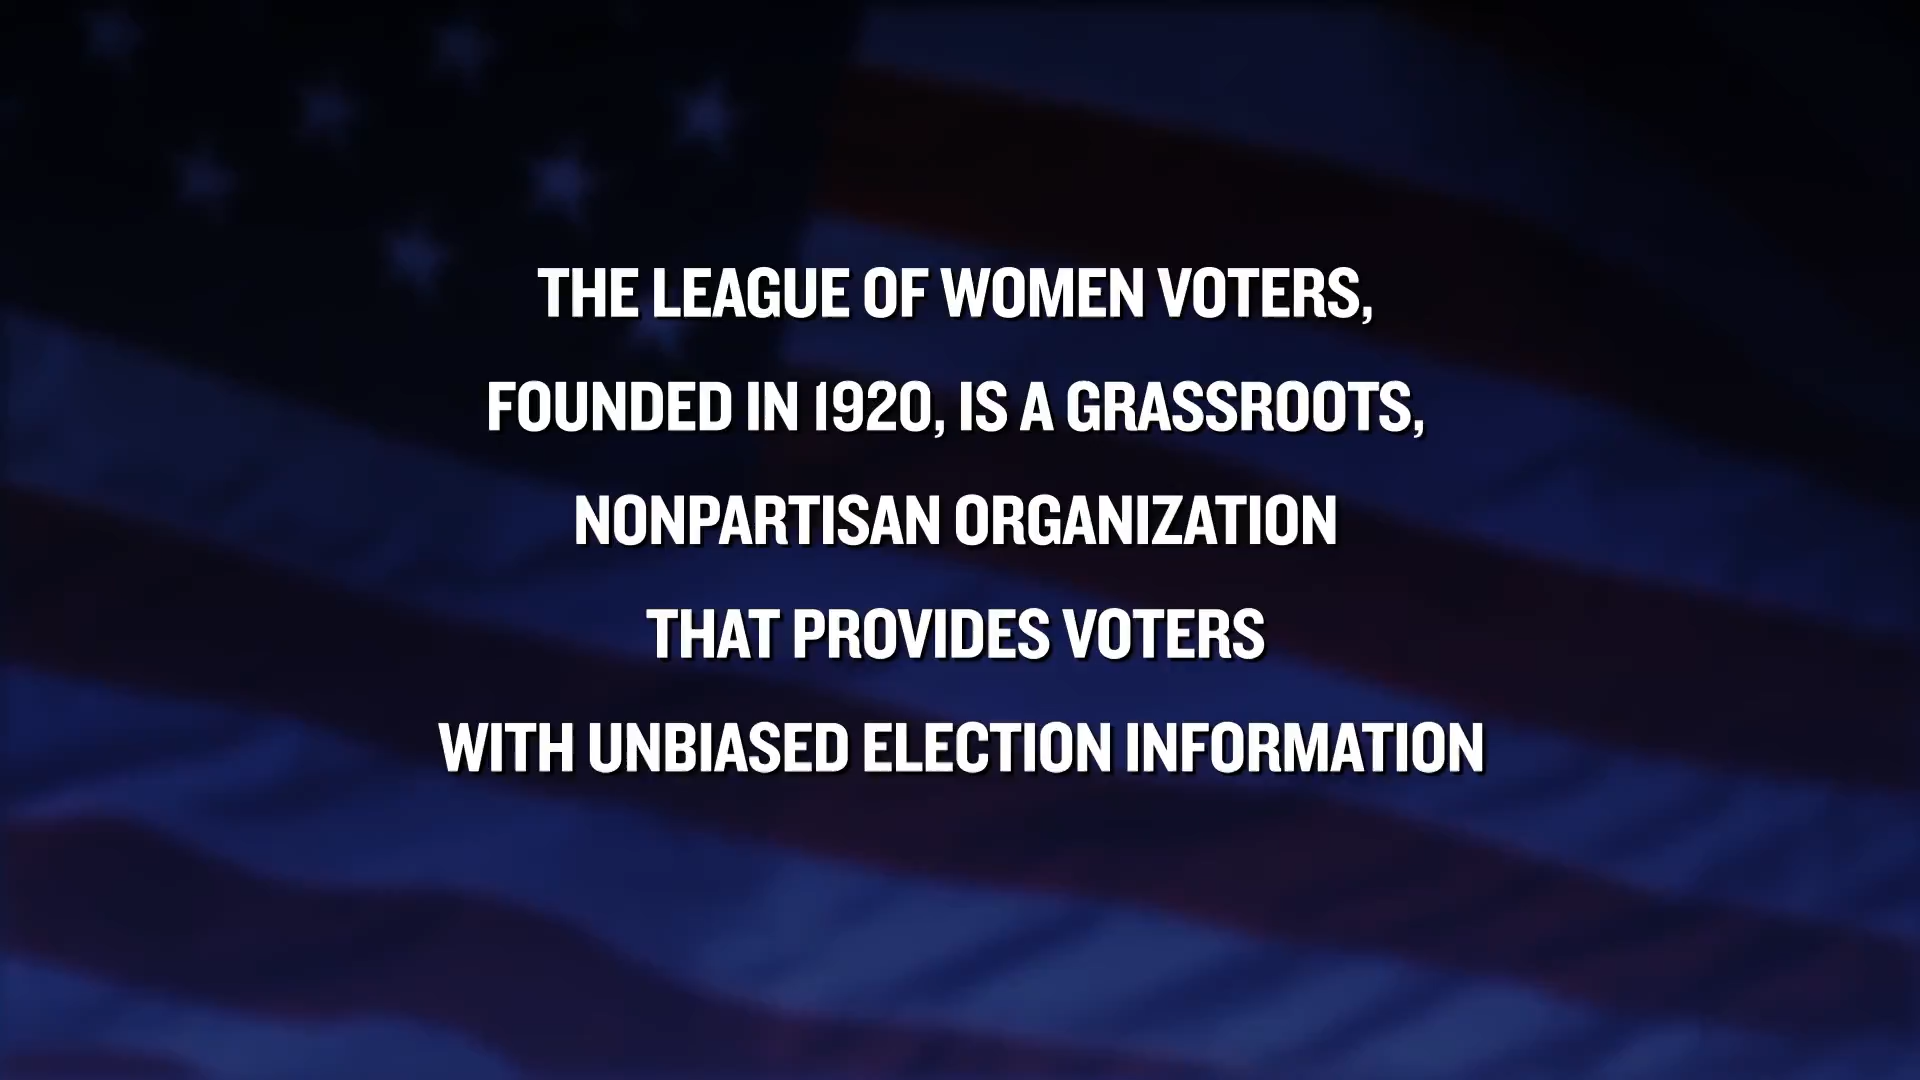 THE LEAGUE OF WOMEN VOTERS,
FOUNDED IN 1920, IS A GRASSROOTS,
NONPARTISAN ORGANIZATION
THAT PROVIDES VOTERS
WITH UNBIASED ELECTION INFORMATION